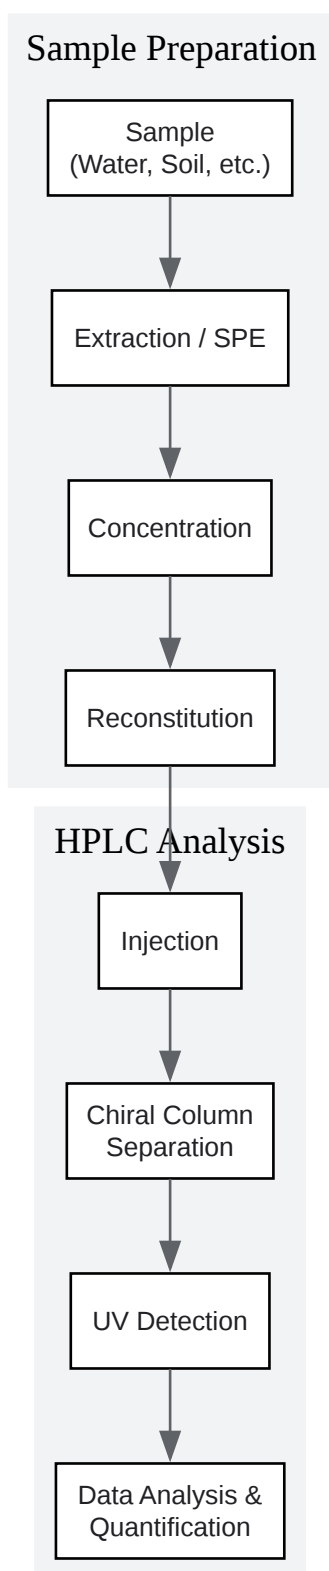 Sample Preparation
Sample
(Water, Soil, etc.)
Extraction / SPE
Concentration
Reconstitution
HPLC Analysis
Injection
Chiral Column
Separation
UV Detection
Data Analysis &
Quantification